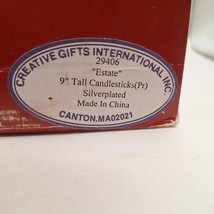 CREATIVE GIFTS INTERNATIONAL INC.
29406
"Estate"
9" Tall Candlesticks(Pr)
Silverplated
Made In China
CANTON.MA02021